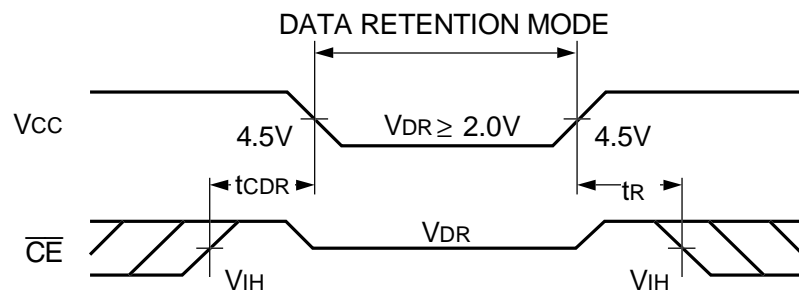 DATA RETENTION MODE
VCC
4.5V
VDR ≥ 2.0V
4.5V
tCDR
tR
CE
VDR
VIH
VIH